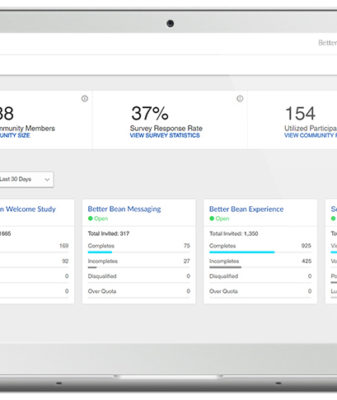 Better
38
37%
154
Community Members
Survey Response Rate
Utilized Participa
UNITY SIZE
VIEW SURVEY STATISTICS
VIEW COMMUNITY
Last 30 Days
n Welcome Study
Total Invited: 317
Better Bean Messaging
Open
Completes 75
Incompletes 27
Disqualified 0
Over Quota 0
Better Bean Experience
Open
Total Invited: 1,350
Completes 925
Incompletes 425
Disqualified 0
Over Quota 0
169
92
0
0